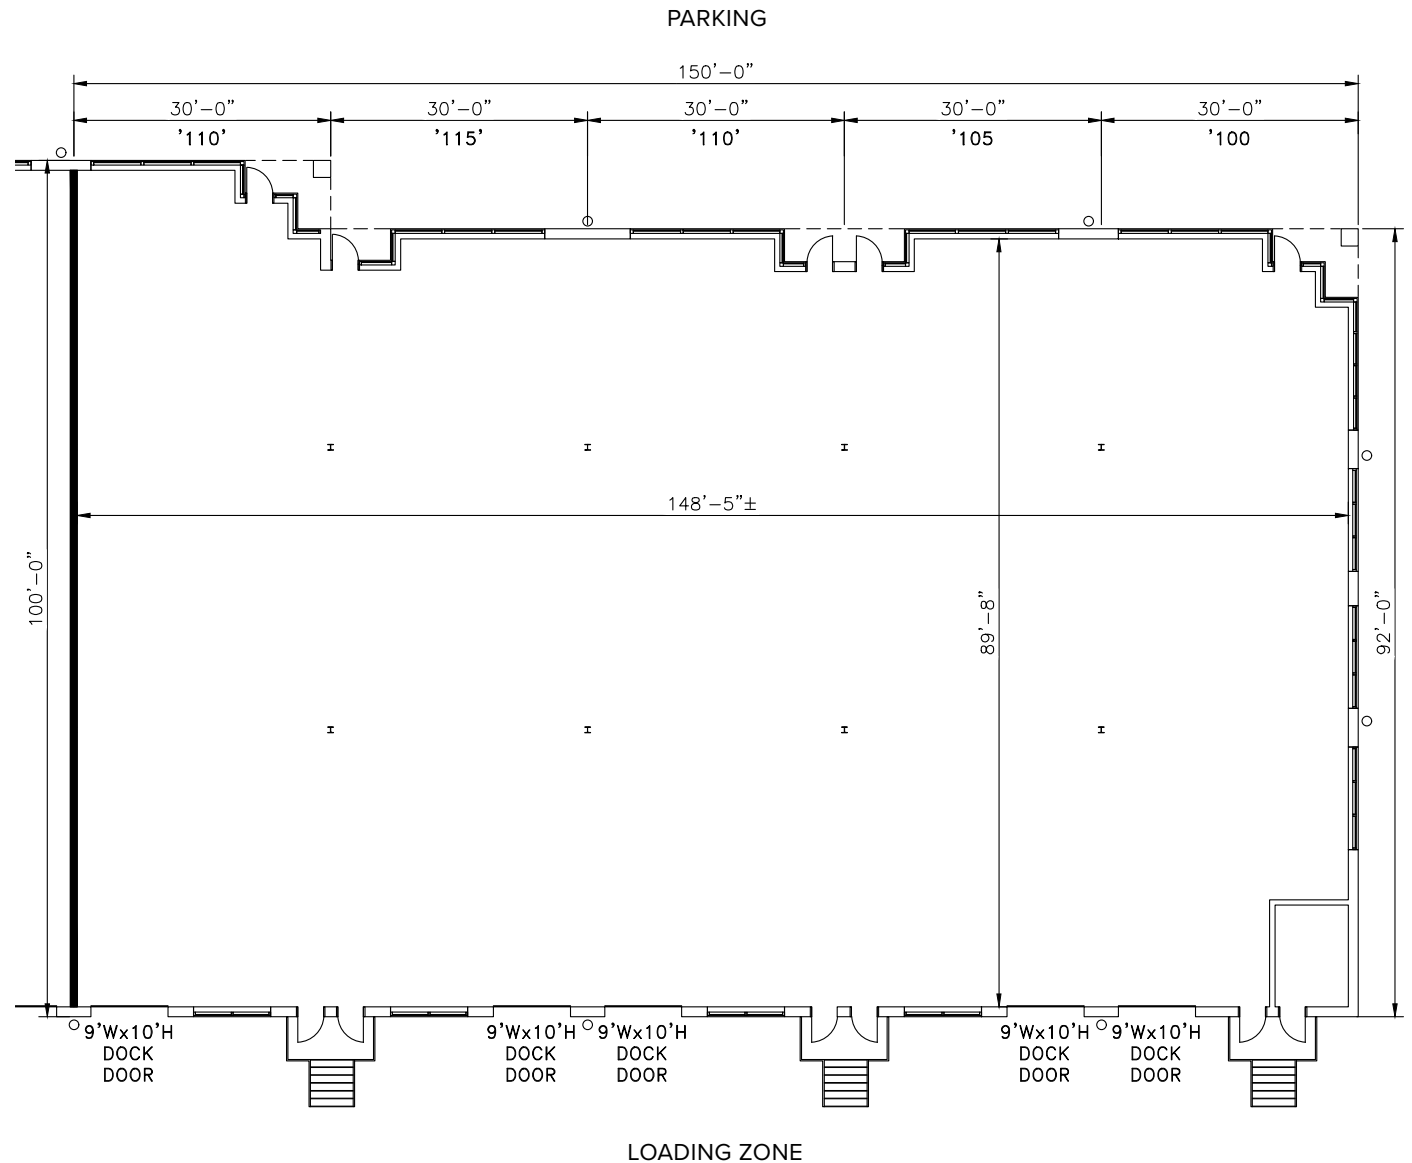 PARKING
150'-0"
30'-0" 30'-0" 30'-0" 30'-0" 30'-0"
'110' '115' '110' '105 '100
148'-5"±
100'-0"
89'-8"
92'-0"
9'Wx10'H 9'Wx10'H 9'Wx10'H 9'Wx10'H 9'Wx10'H
DOCK DOCK DOCK DOCK DOCK
DOOR DOOR DOOR DOOR DOOR
LOADING ZONE